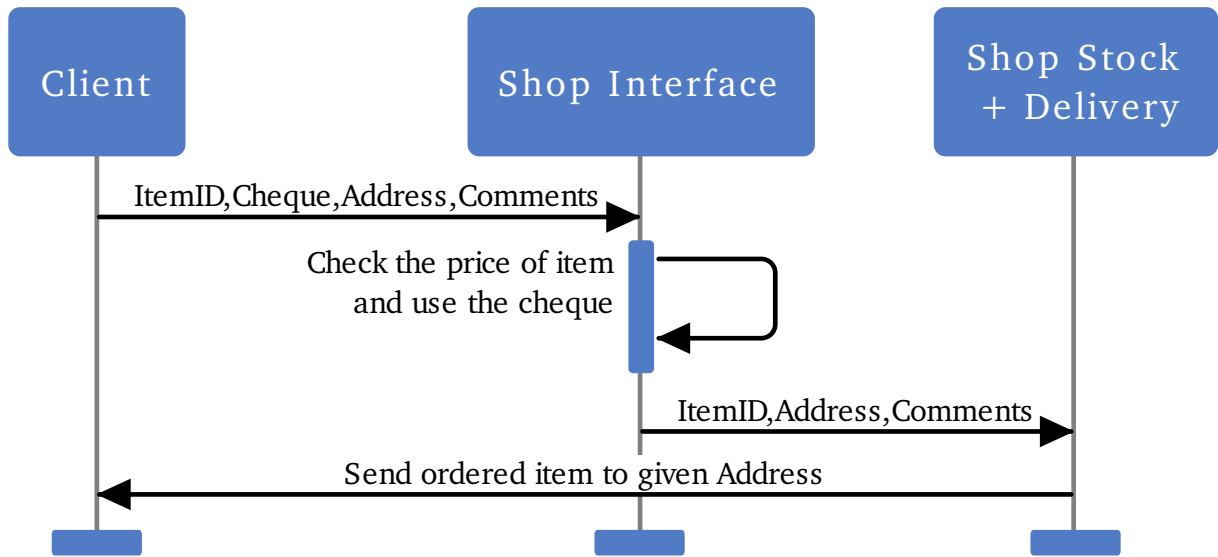 Client
Shop Interface
Shop Stock
+ Delivery
ItemID,Cheque,Address,Comments
Check the price of item
and use the cheque
ItemID,Address,Comments
Send ordered item to given Address